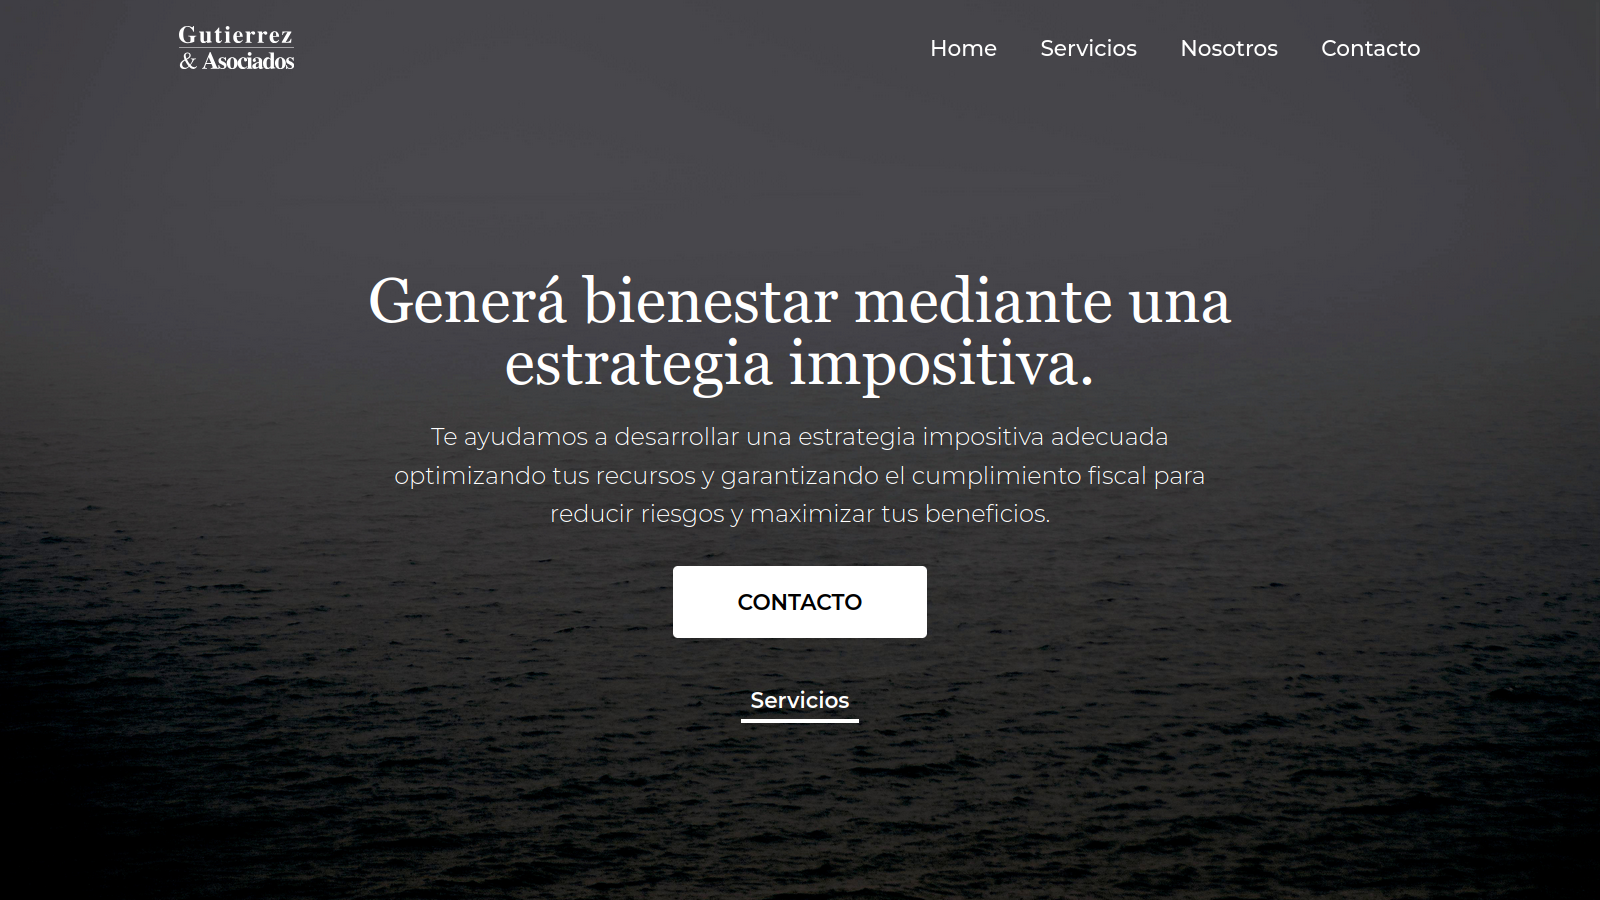 Gutierrez
& Asociados
Home Servicios Nosotros Contacto
Generá bienestar mediante una
estrategia impositiva.
Te ayudamos a desarrollar una estrategia impositiva adecuada
optimizando tus recursos y garantizando el cumplimiento fiscal para
reducir riesgos y maximizar tus beneficios.
CONTACTO
Servicios